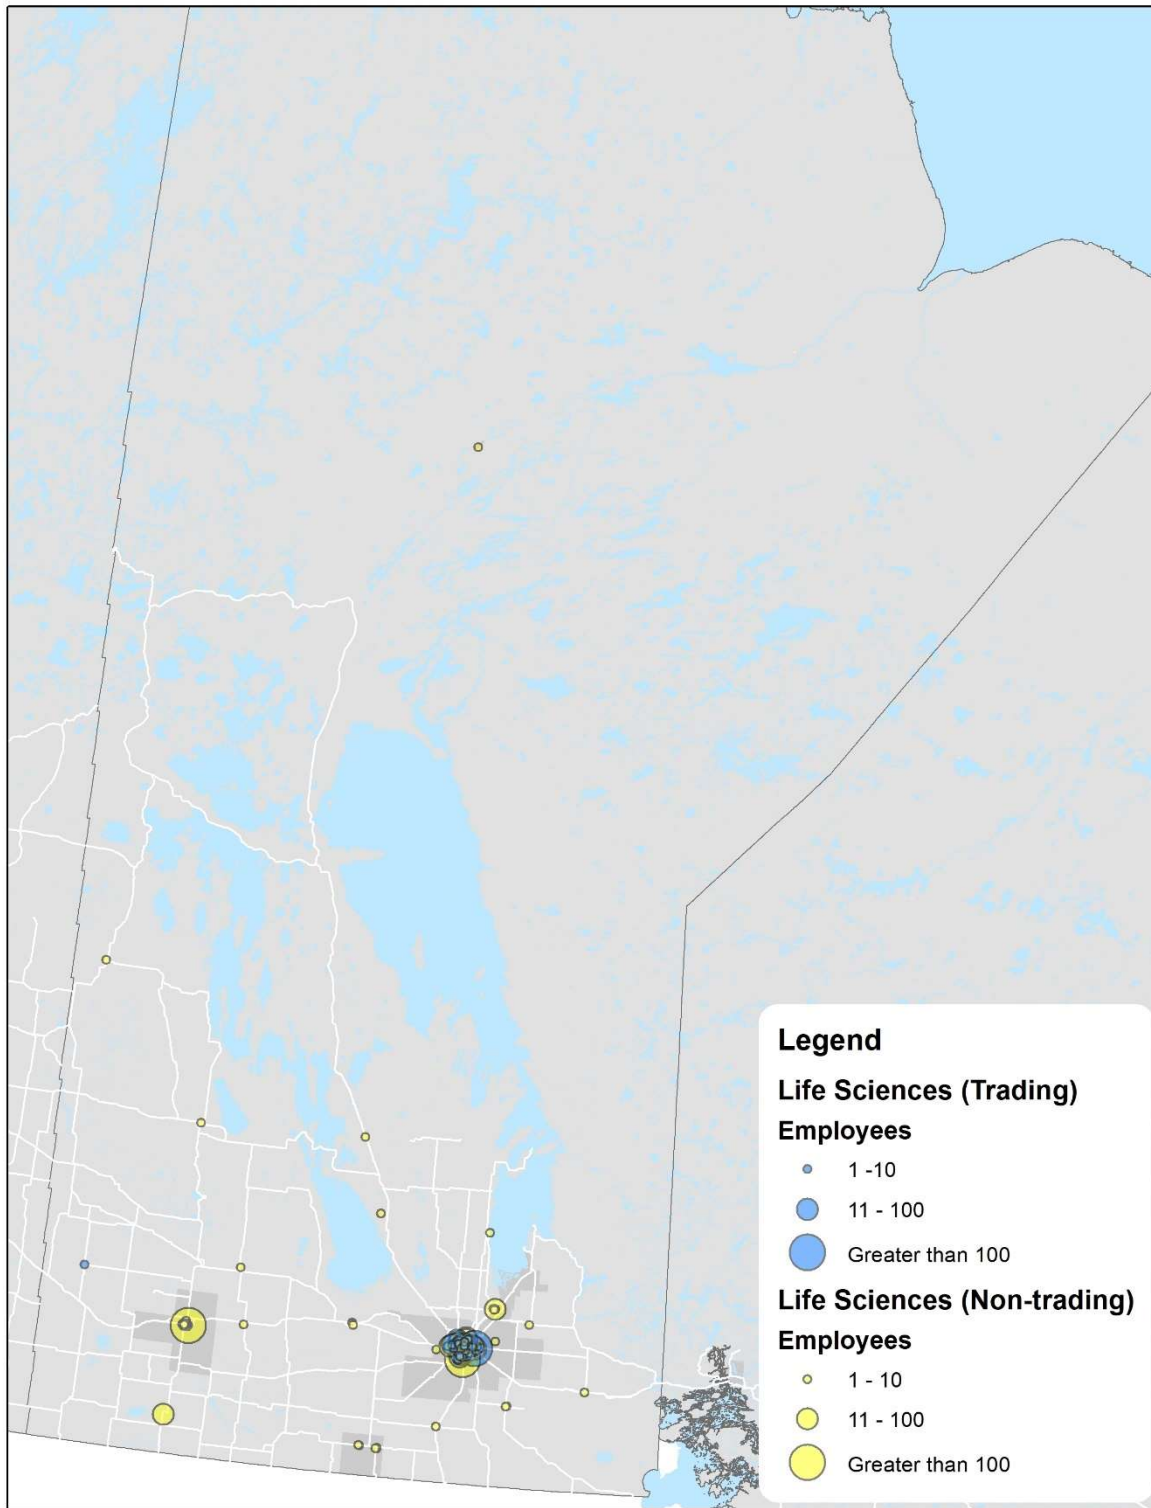 Legend
Life Sciences (Trading)
Employees
1 -10
11 - 100
Greater than 100
Life Sciences (Non-trading)
Employees
1 - 10
11 - 100
Greater than 100